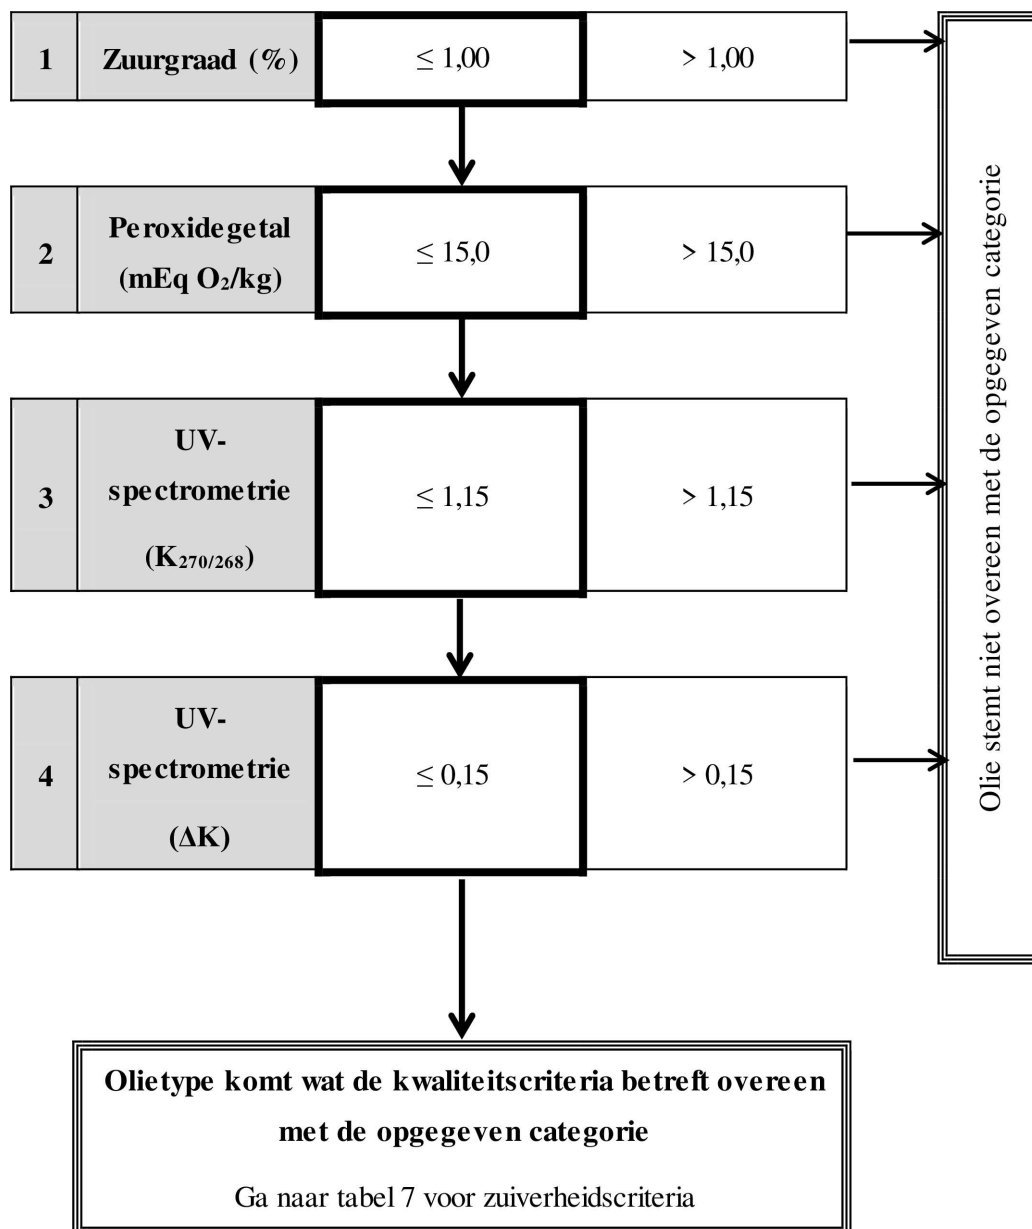 1 Zuurgraad (%) ≤ 1,00 > 1,00
2 Peroxidegetal (mEq O₂/kg) ≤ 15,0 > 15,0
3 UV-
spectrometrie
(K₂₇₀/₂₆₈) ≤ 1,15 > 1,15
4 UV-
spectrometrie
(ΔK) ≤ 0,15 > 0,15
Olie stemt niet overeen met de opgegeven categorie
Olietype komt wat de kwaliteitscriteria betreft overeen
met de opgegeven categorie
Ga naar tabel 7 voor zuiverheidscriteria